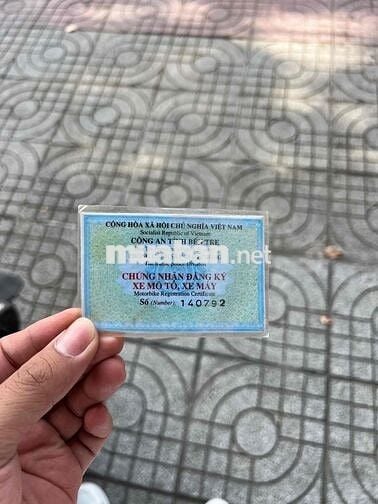 CỘNG HÒA XÃ HỘI CHỦ NGHĨA VIỆT NAM
Socialist Republic of Vietnam
CÔNG AN TỈNH BẾN TRE
muaban.net
CHỨNG NHẬN ĐĂNG KÝ
XE MÔ TÔ, XE MÁY
Motorbike Registration Certificate
Số (Number): 140792